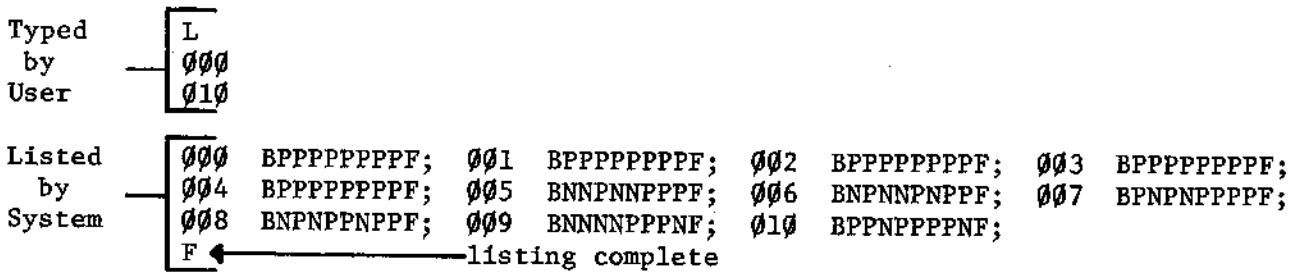 Typed L
by 000
User 010
Listed 000 BPPPPPPPPF; 001 BPPPPPPPPF; 002 BPPPPPPPPF; 003 BPPPPPPPPF;
by 004 BPPPPPPPPF; 005 BNNPNNPPPF; 006 BNPNNPNPPF; 007 BPNPNPPPPF;
System 008 BNPNPPNPPF; 009 BNNNNPPPNF; 010 BPPNPPPPNF;
F listing complete